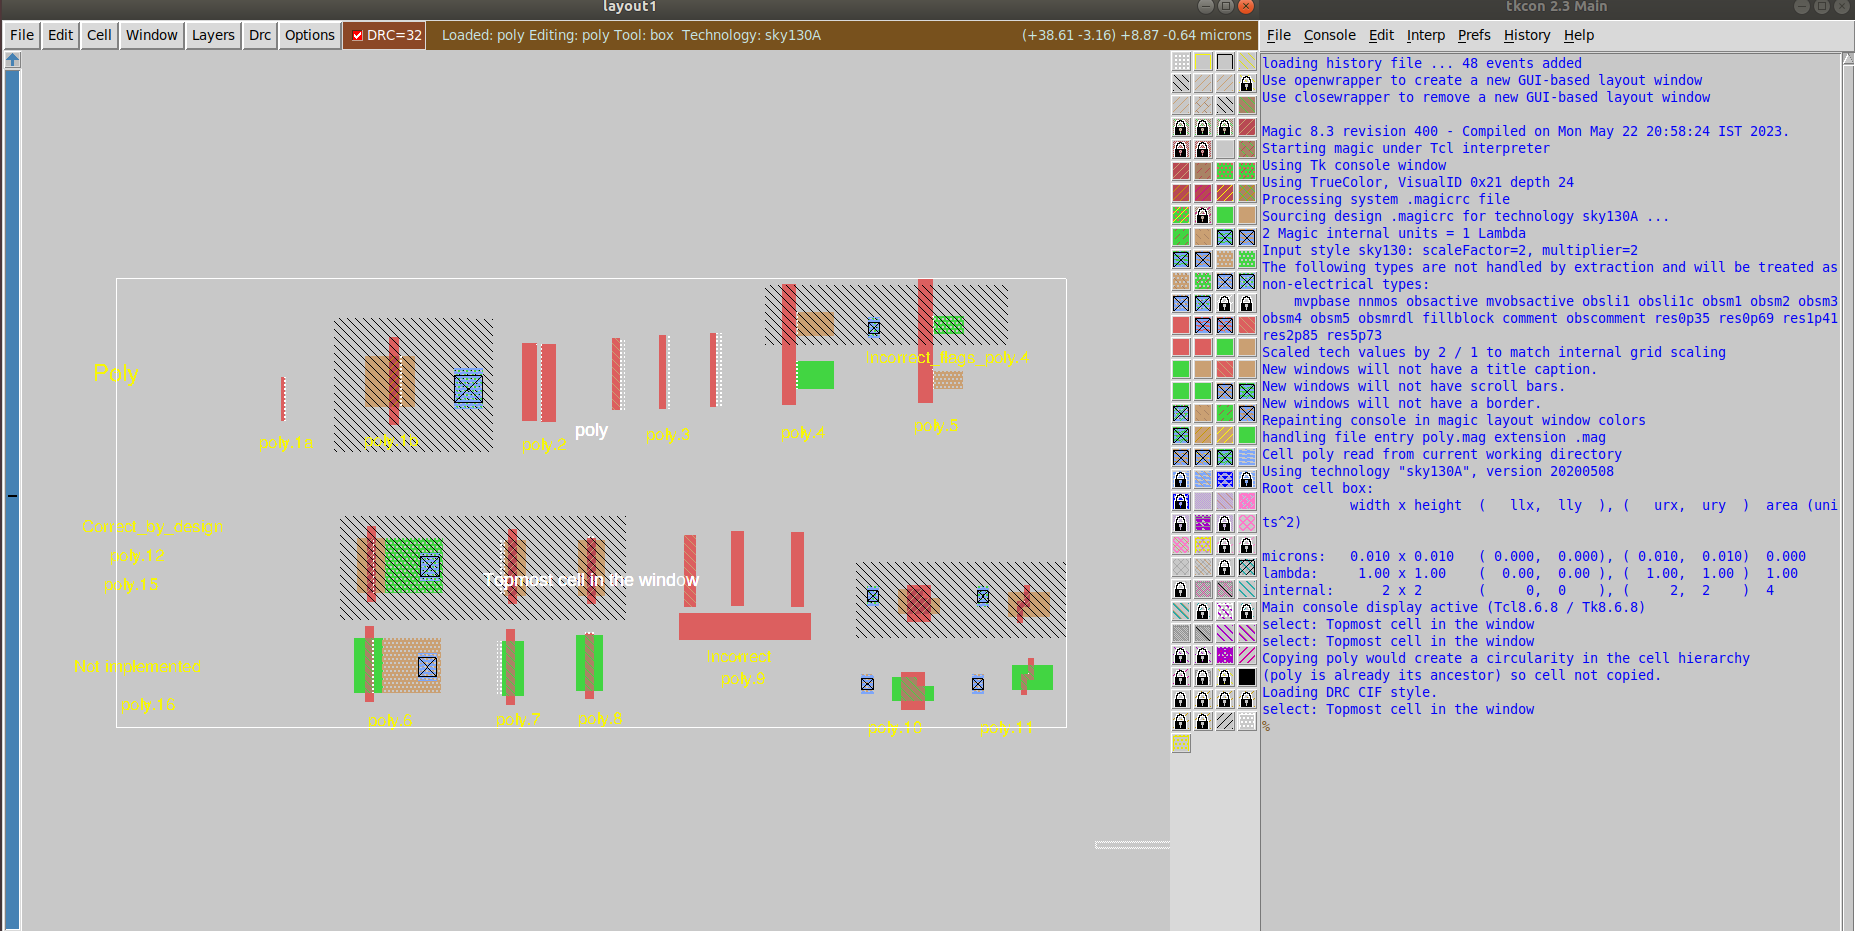 layout1
tkcon 2.3 Main
File Edit Cell Window Layers Drc Options DRC=32 Loaded: poly Editing: poly Tool: box Technology: sky130A (+38.61 -3.16) +8.87 -0.64 microns
File Console Edit Interp Prefs History Help
Incorrect_flags_poly.4
Poly
poly.1a
poly.1b
poly.2
poly
poly.3
poly.4
poly.5
Correct_by_design
poly.12
poly.15
Topmost cell in the window
Not implemented
poly.16
poly.6
poly.7
poly.8
Incorrect
poly.9
poly.10
poly.11
loading history file ... 48 events added
Use openwrapper to create a new GUI-based layout window
Use closewrapper to remove a new GUI-based layout window
Magic 8.3 revision 400 - Compiled on Mon May 22 20:58:24 IST 2023.
Starting magic under Tcl interpreter
Using Tk console window
Using TrueColor, VisualID 0x21 depth 24
Processing system .magicrc file
Sourcing design .magicrc for technology sky130A ...
2 Magic internal units = 1 Lambda
Input style sky130: scaleFactor=2, multiplier=2
The following types are not handled by extraction and will be treated as
non-electrical types:
mvpbase nnmos obsactive mvobsactive obsli1 obsli1c obsm1 obsm2 obsm3
obsm4 obsm5 obsmrdl fillblock comment obscomment res0p35 res0p69 res1p41
res2p85 res5p73
Scaled tech values by 2 / 1 to match internal grid scaling
New windows will not have a title caption.
New windows will not have scroll bars.
New windows will not have a border.
Repainting console in magic layout window colors
handling file entry poly.mag extension .mag
Cell poly read from current working directory
Using technology "sky130A", version 20200508
Root cell box:
width x height ( llx, lly ), ( urx, ury ) area (uni
ts^2)
microns: 0.010 x 0.010 ( 0.000, 0.000), ( 0.010, 0.010) 0.000
lambda: 1.00 x 1.00 ( 0.00, 0.00 ), ( 1.00, 1.00 ) 1.00
internal: 2 x 2 ( 0, 0 ), ( 2, 2 ) 4
Main console display active (Tcl8.6.8 / Tk8.6.8)
select: Topmost cell in the window
select: Topmost cell in the window
Copying poly would create a circularity in the cell hierarchy
(poly is already its ancestor) so cell not copied.
Loading DRC CIF style.
select: Topmost cell in the window
%